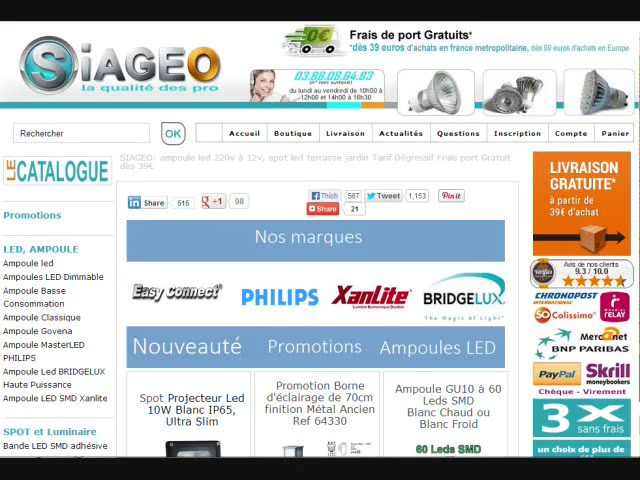 SIAGEO
la qualité des pro
0€
Frais de port Gratuits*
*dès 39 euros d'achats en france metropolitaine, dès 99 euros d'achats en Europe
03.88.06.64.83
(n° non surtaxé)
du lundi au vendredi de 10h00 à
12h00 et 14h00 à 16h30
Rechercher
OK
Accueil
Boutique
Livraison
Actualités
Questions
Inscription
Compte
Panier
LE CATALOGUE
Promotions
LED, AMPOULE
Ampoule led
Ampoules LED Dimmable
Ampoule Basse
Consommation
Ampoule Classique
Ampoule Govena
Ampoule MasterLED
PHILIPS
Ampoule Led BRIDGELUX
Haute Puissance
Ampoule LED SMD Xanlite
SPOT et Luminaire
Bande LED SMD adhésive
SIAGEO: ampoule led 220v à 12v, spot led terrasse jardin Tarif Dégressif Frais port Gratuit
dès 39€
in Share 515
g+1 98
Thích 567
Tweet 1,153
Pin it
Share 21
Nos marques
Easy Connect
PHILIPS
XanLite
BRIDGELUX
The Magic of Light
Nouveauté
Promotions
Ampoules LED
Spot Projecteur Led
10W Blanc IP65,
Ultra Slim
Promotion Borne
d'éclairage de 70cm
finition Métal Ancien
Ref 64330
Ampoule GU10 à 60
Leds SMD
Blanc Chaud ou
Blanc Froid
60 Leds SMD
LIVRAISON
GRATUITE*
à partir de
39€ d'achat
Avis de nos clients
9.3 / 10.0
CHRONOPOST
INTERNATIONAL
SO Colissimo
RELAY
Mercanet
BNP PARIBAS
PayPal
Skrill
moneybookers
Chèque - Virement
3X
sans frais
un choix de plus de